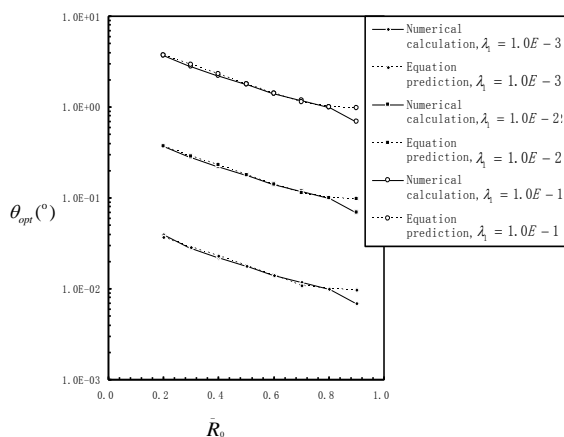 1.0E+01
1.0E+00
1.0E-01
1.0E-02
1.0E-03
θopt(°)
0.0 0.2 0.4 0.6 0.8 1.0
R̄0
Numerical
calculation, λ1 = 1.0E − 3
Equation
prediction, λ1 = 1.0E − 3
Numerical
calculation, λ1 = 1.0E − 2
Equation
prediction, λ1 = 1.0E − 2
Numerical
calculation, λ1 = 1.0E − 1
Equation
prediction, λ1 = 1.0E − 1